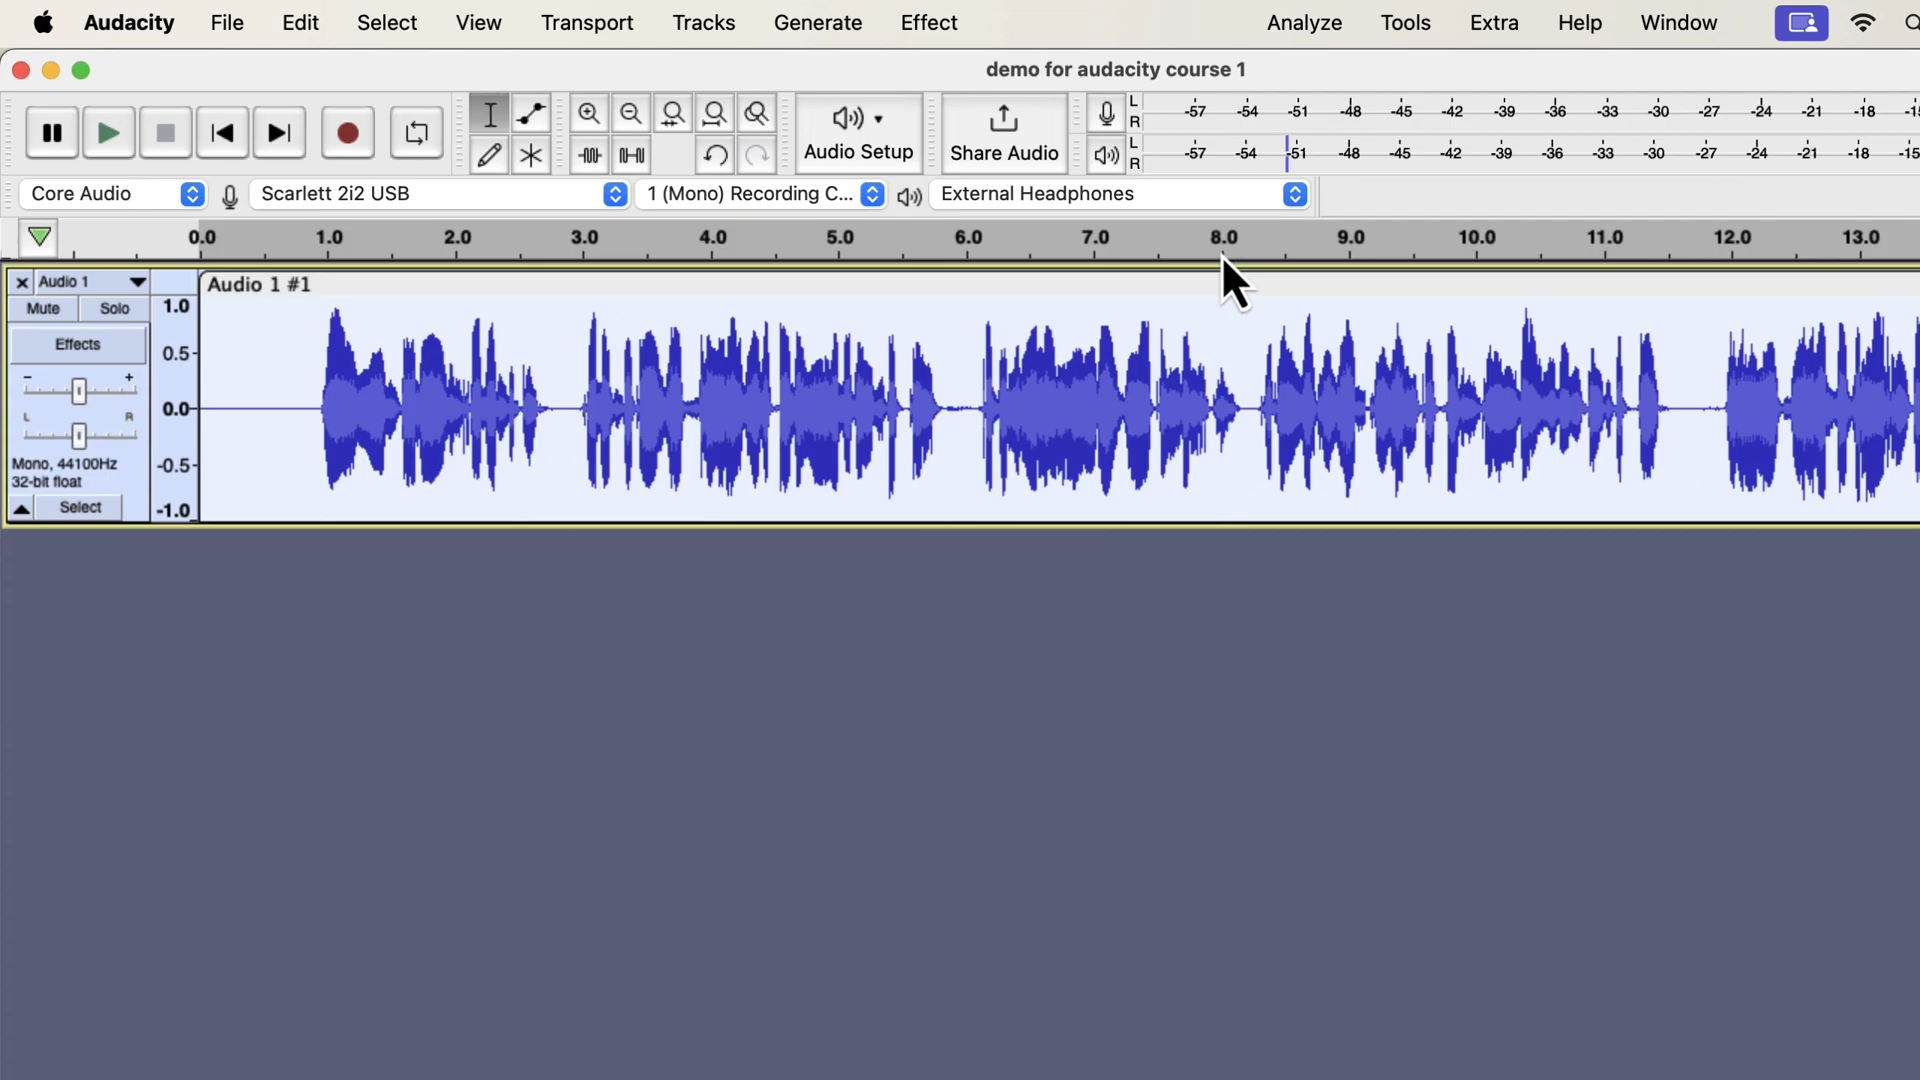 Audacity File Edit Select View Transport Tracks Generate Effect Analyze Tools Extra Help Window
demo for audacity course 1
L -57 -54 -51 -48 -45 -42 -39 -36 -33 -30 -27 -24 -21 -18
R
Audio Setup Share Audio
L -57 -54 -51 -48 -45 -42 -39 -36 -33 -30 -27 -24 -21 -18 -15
R
Core Audio Scarlett 2i2 USB 1 (Mono) Recording C... External Headphones
0.0 1.0 2.0 3.0 4.0 5.0 6.0 7.0 8.0 9.0 10.0 11.0 12.0 13.0
Audio 1 Audio 1 #1
Mute Solo 1.0
Effects 0.5
- +
L R 0.0
Mono, 44100Hz -0.5
32-bit float
Select -1.0